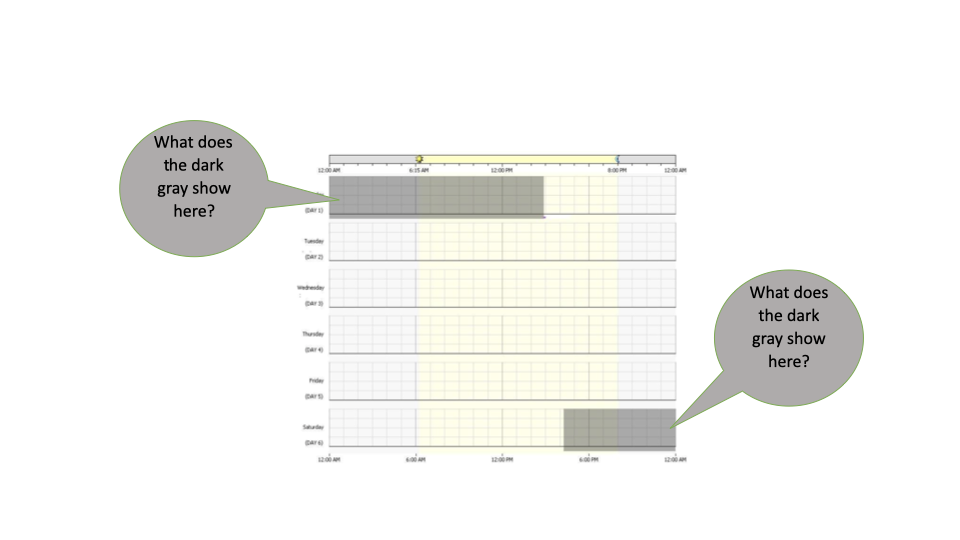 What does
the dark
gray show
here?
12:00 AM 6:15 AM 12:00 PM 8:00 PM 12:00 AM
(DAY 1)
Tuesday
(DAY 2)
Wednesday
(DAY 3)
Thursday
(DAY 4)
Friday
(DAY 5)
Saturday
(DAY 6)
12:00 AM 6:00 AM 12:00 PM 6:00 PM 12:00 AM
What does
the dark
gray show
here?